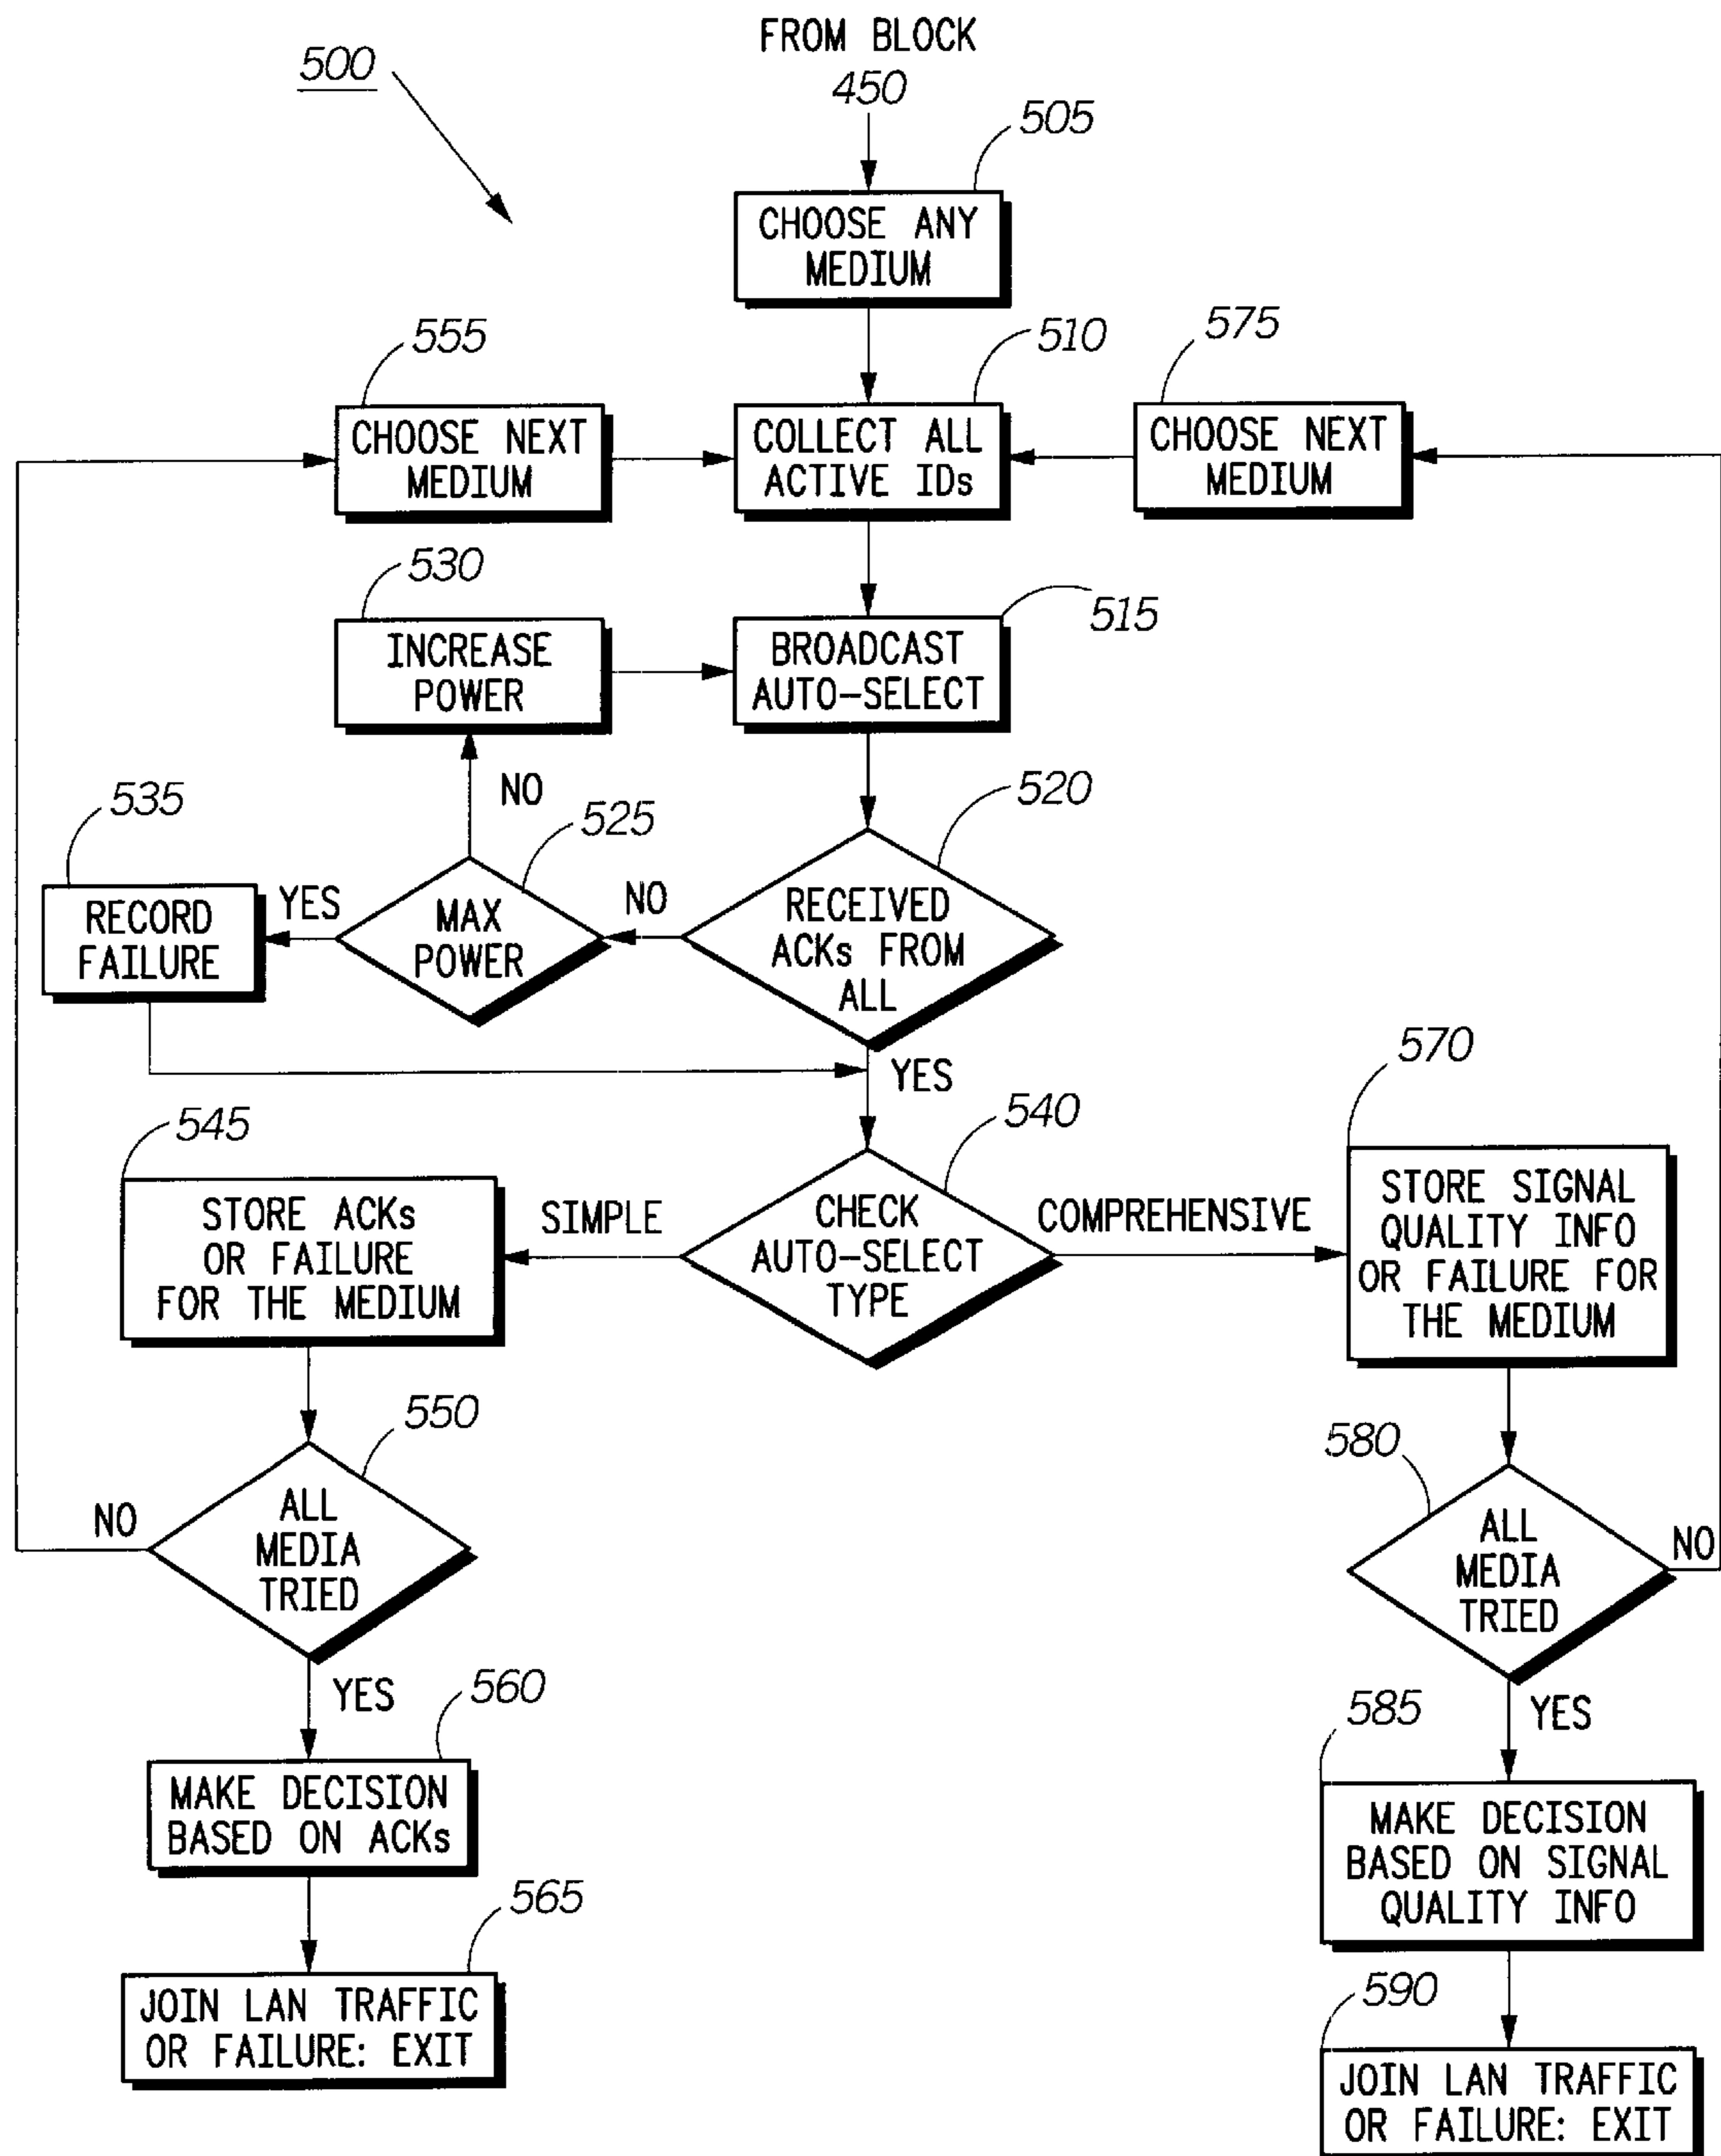 FROM BLOCK
450
500
505
CHOOSE ANY
MEDIUM
555
510
575
CHOOSE NEXT
MEDIUM
COLLECT ALL
ACTIVE IDs
CHOOSE NEXT
MEDIUM
530
515
INCREASE
POWER
BROADCAST
AUTO-SELECT
NO
535
525
520
RECORD
FAILURE
YES
MAX
POWER
NO
RECEIVED
ACKs FROM
ALL
YES
545
540
570
STORE ACKs
OR FAILURE
FOR THE MEDIUM
SIMPLE
CHECK
AUTO-SELECT
TYPE
COMPREHENSIVE
STORE SIGNAL
QUALITY INFO
OR FAILURE FOR
THE MEDIUM
550
580
NO
ALL
MEDIA
TRIED
ALL
MEDIA
TRIED
NO
YES
560
YES
585
MAKE DECISION
BASED ON ACKs
MAKE DECISION
BASED ON SIGNAL
QUALITY INFO
565
590
JOIN LAN TRAFFIC
OR FAILURE: EXIT
JOIN LAN TRAFFIC
OR FAILURE: EXIT